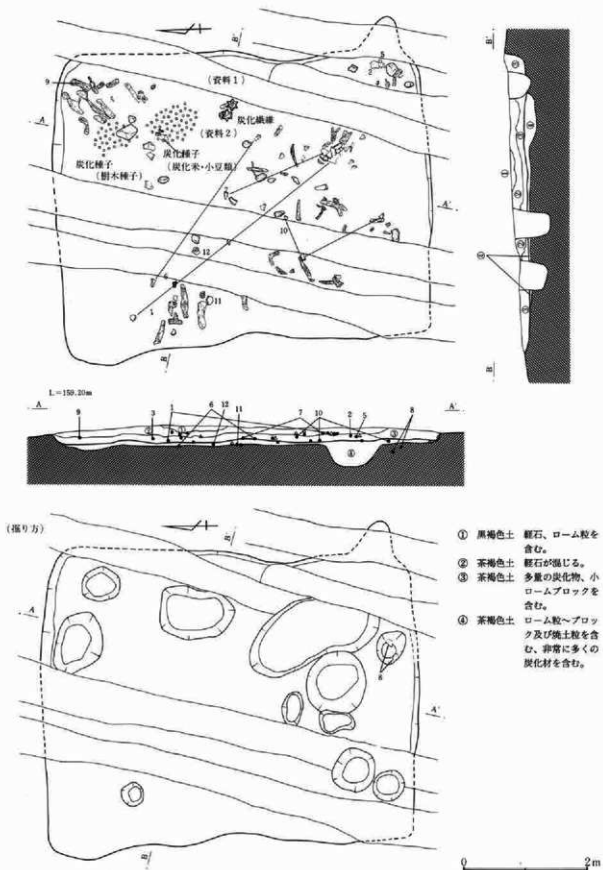 B'
B'
5
2
9
(資料1)
炭化繊維
A
(資料2)
炭化種子
炭化種子
(樹木種子)
(炭化米・小豆類)
7
A'
10
12
6
1
11
B
B
L=159.20m
A
9
3
1
6
12
11
7
10
2
5
8
A'
③
④
(掘り方)
B'
A
8
A'
B
① 黒褐色土 軽石、ローム粒を
含む。
② 茶褐色土 軽石が混じる。
③ 茶褐色土 多量の炭化物、小
ロームブロックを
含む。
④ 茶褐色土 ローム粒~ブロッ
ク及び焼土粒を含
む、非常に多くの
炭化材を含む。
0
2m